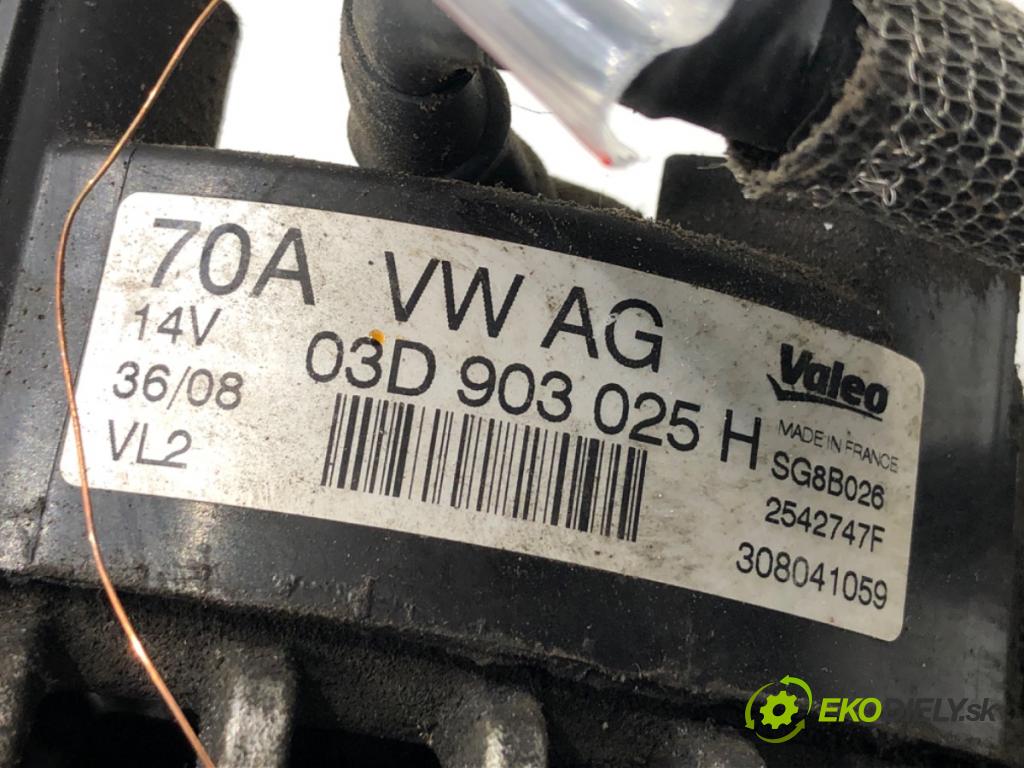 70A VW AG
14V 03D 903 025 H
36/08
VL2
Valeo
MADE IN FRANCE
SG8B026
2542747F
308041059
EKODIELY.sk